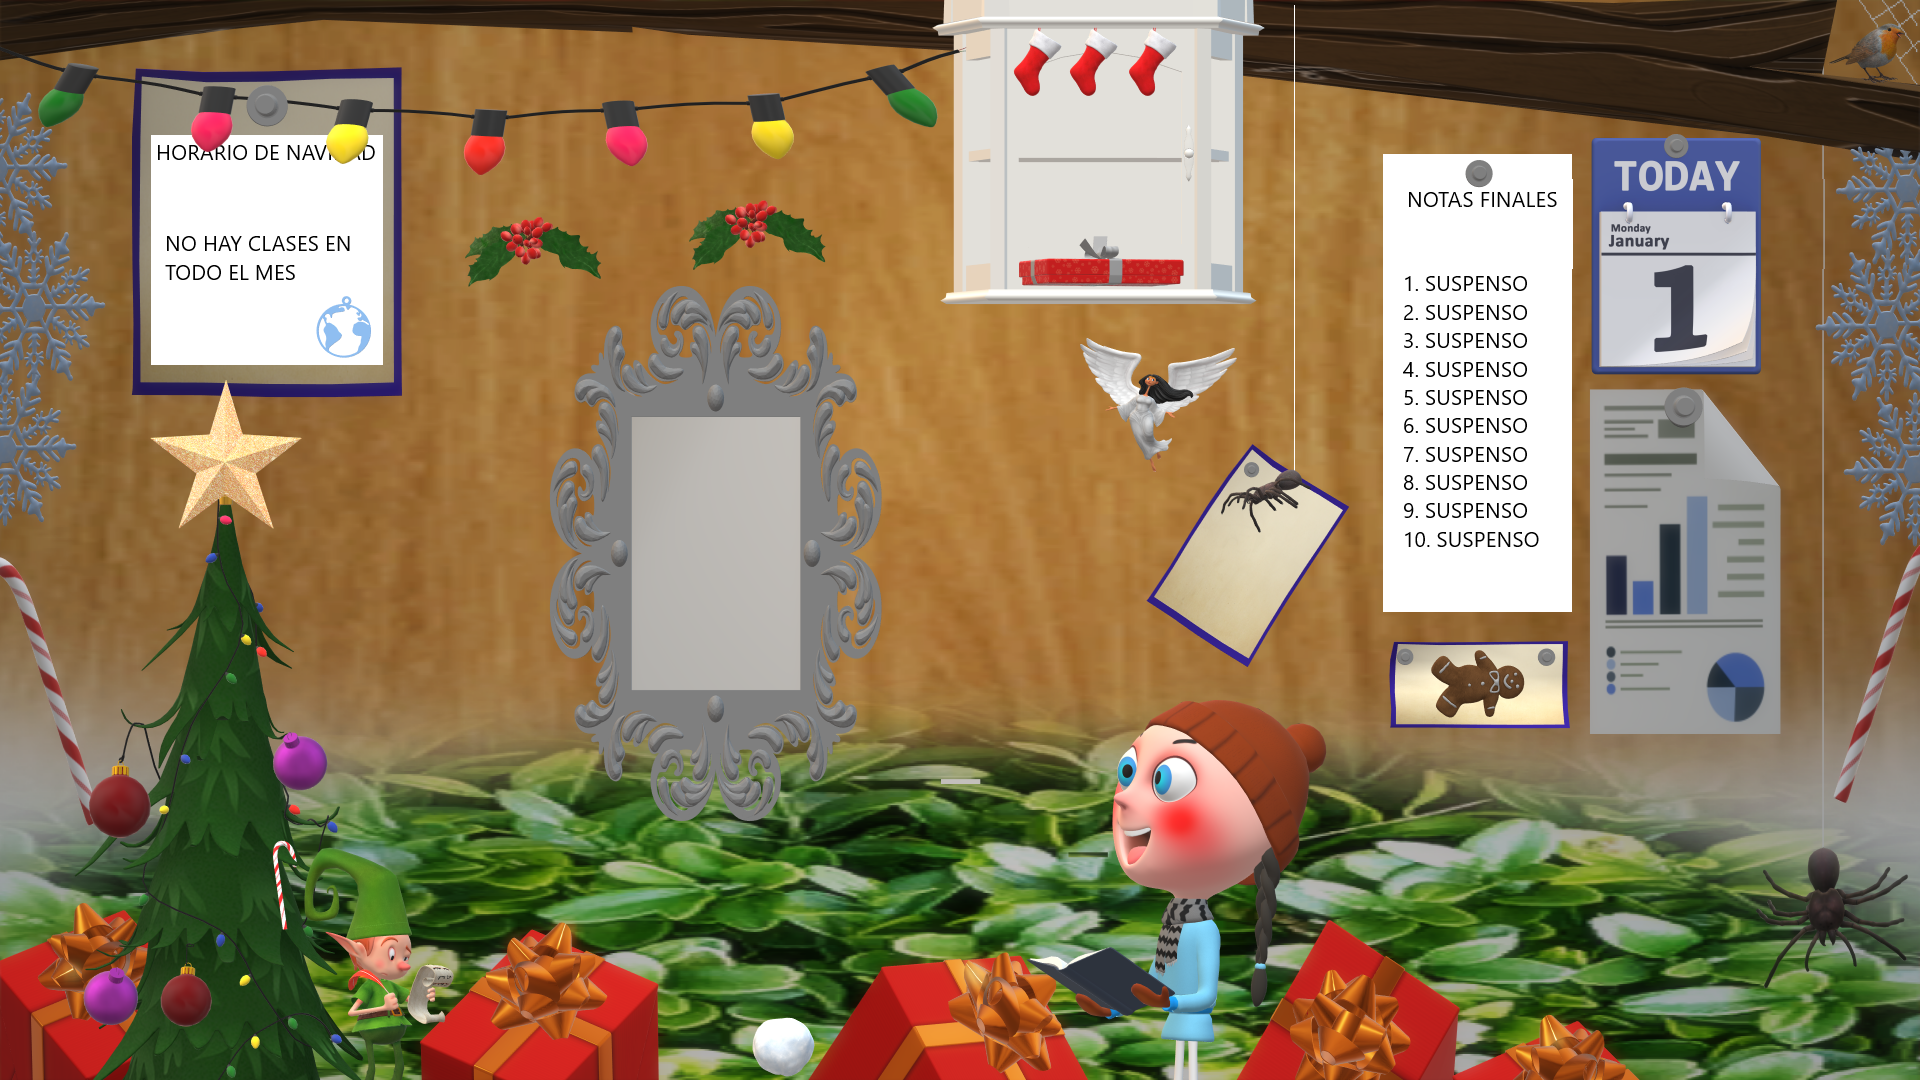 HORARIO DE NAVIDAD
NO HAY CLASES EN
TODO EL MES
NOTAS FINALES
1. SUSPENSO
2. SUSPENSO
3. SUSPENSO
4. SUSPENSO
5. SUSPENSO
6. SUSPENSO
7. SUSPENSO
8. SUSPENSO
9. SUSPENSO
10. SUSPENSO
TODAY
Monday
January
1